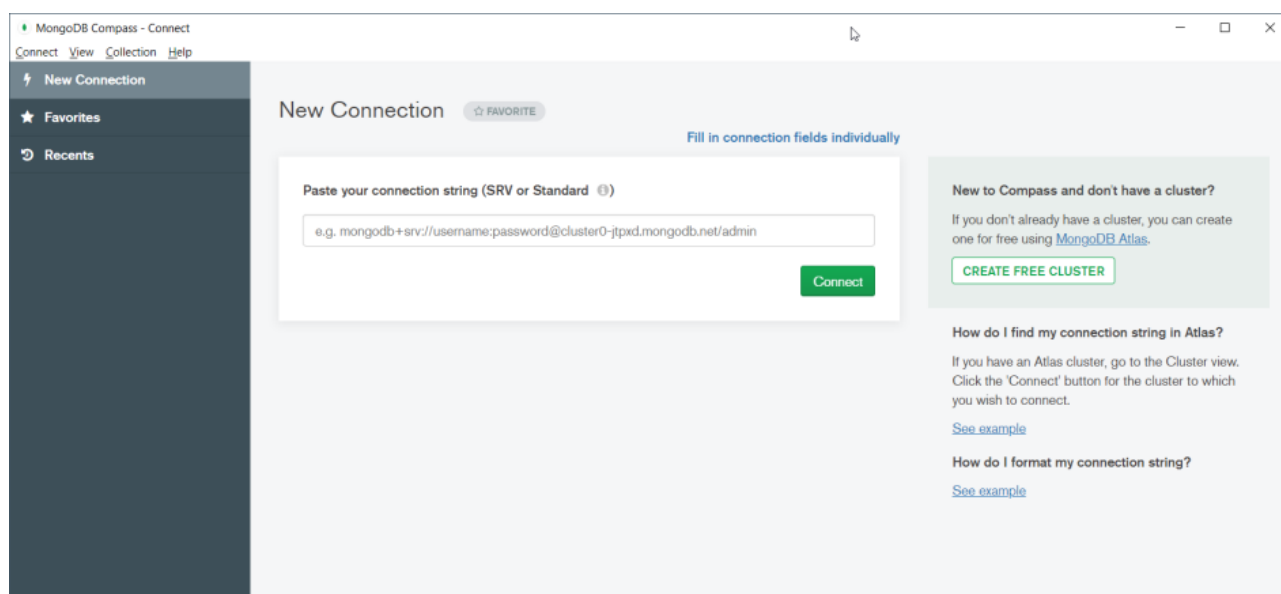 MongoDB Compass - Connect
Connect View Collection Help
New Connection
Favorites
Recents
New Connection
FAVORITE
Fill in connection fields individually
Paste your connection string (SRV or Standard )
e.g. mongodb+srv://username:password@cluster0-jtpxd.mongodb.net/admin
Connect
New to Compass and don't have a cluster?
If you don't already have a cluster, you can create
one for free using MongoDB Atlas.
CREATE FREE CLUSTER
How do I find my connection string in Atlas?
If you have an Atlas cluster, go to the Cluster view.
Click the 'Connect' button for the cluster to which
you wish to connect.
See example
How do I format my connection string?
See example